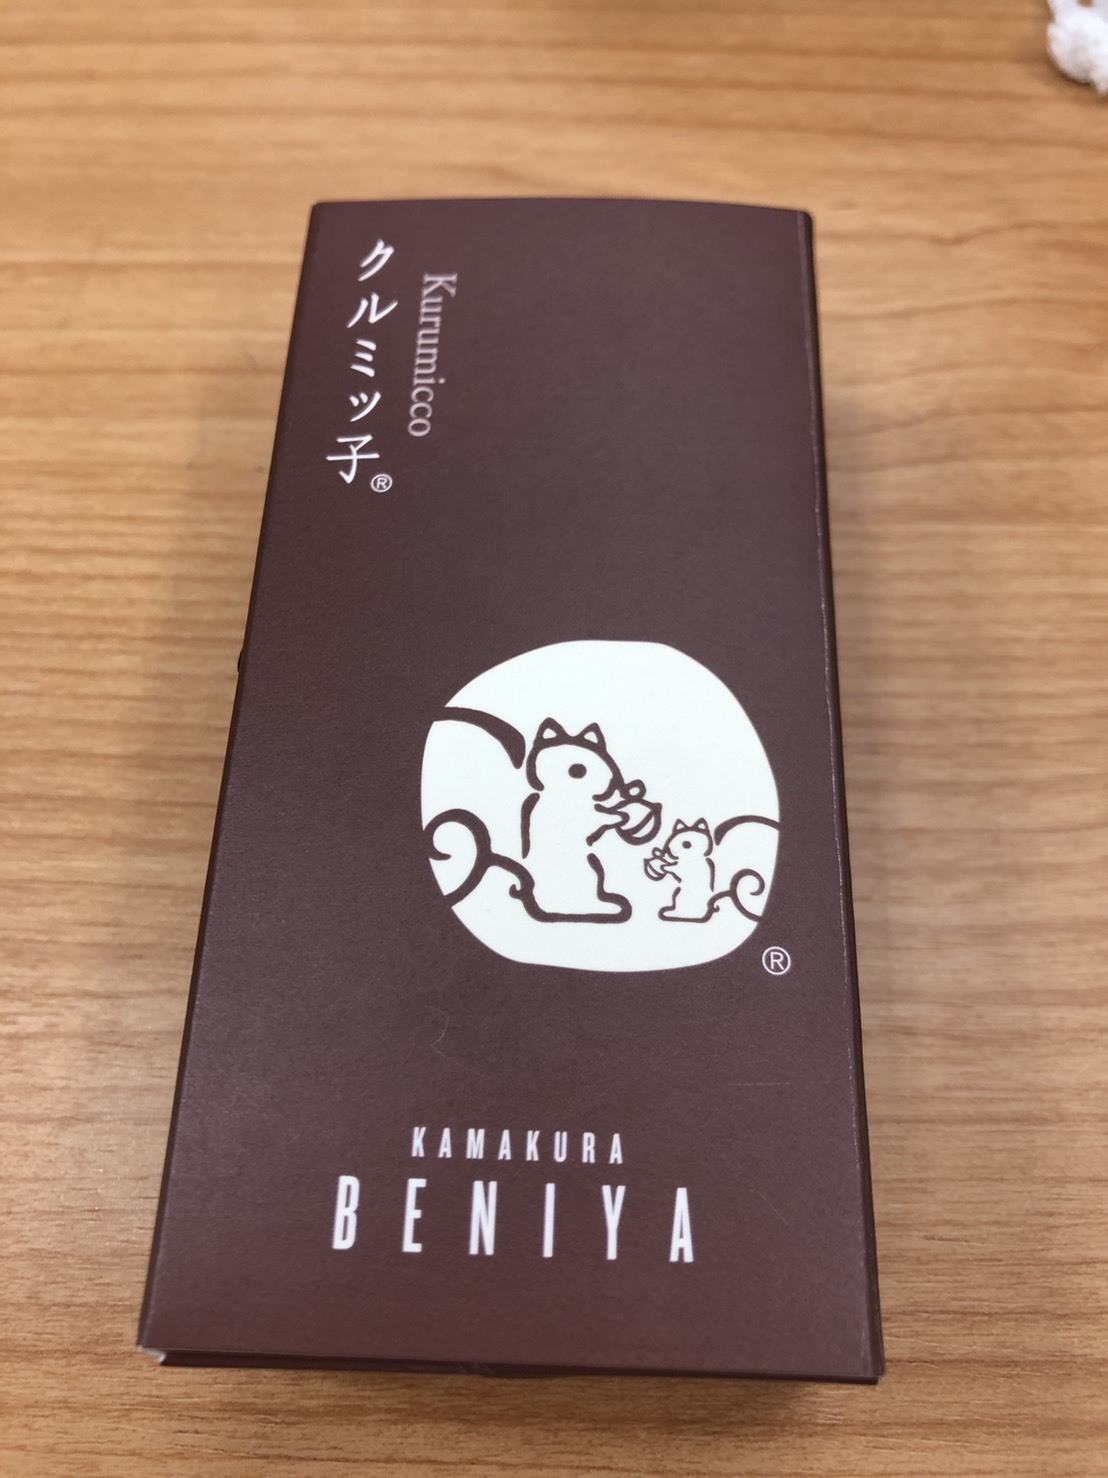 クルミッ子®
Kurumicco
®
KAMAKURA
BENIYA